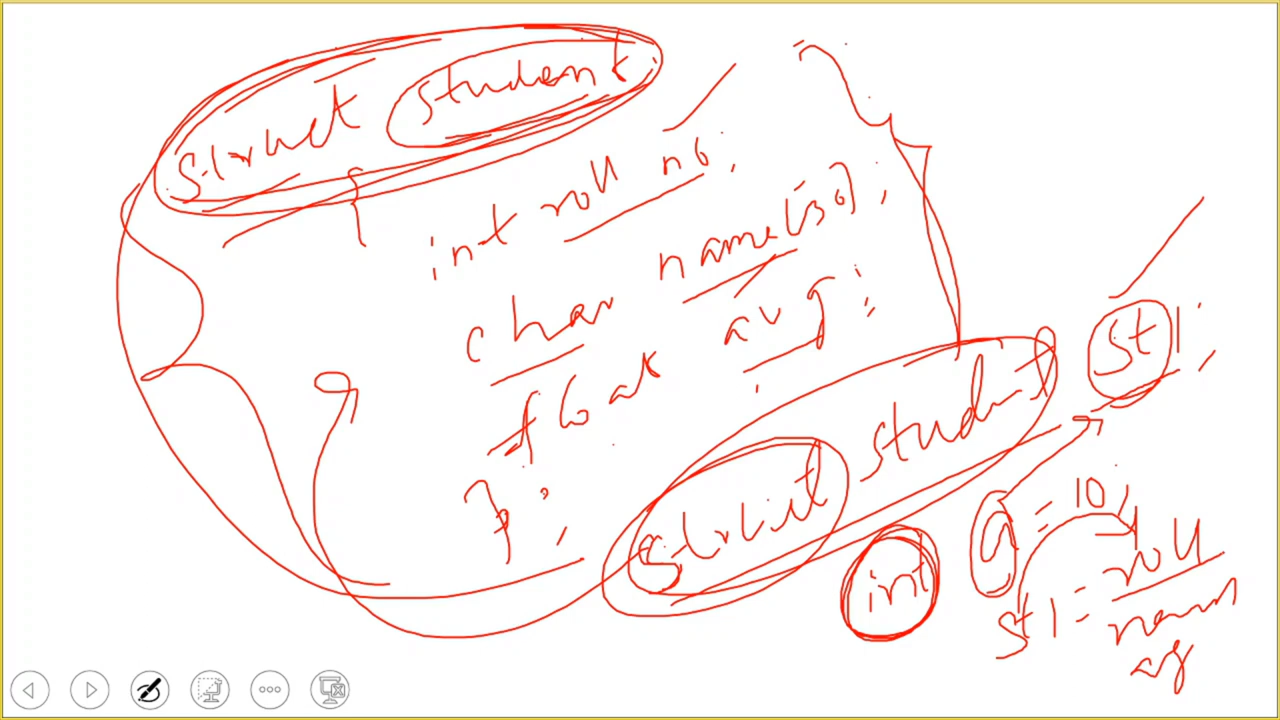 struct student
{
int roll no;
char name[30];
float avg;
};
struct student st1;
int a = 10;
st1 = roll
name
avg